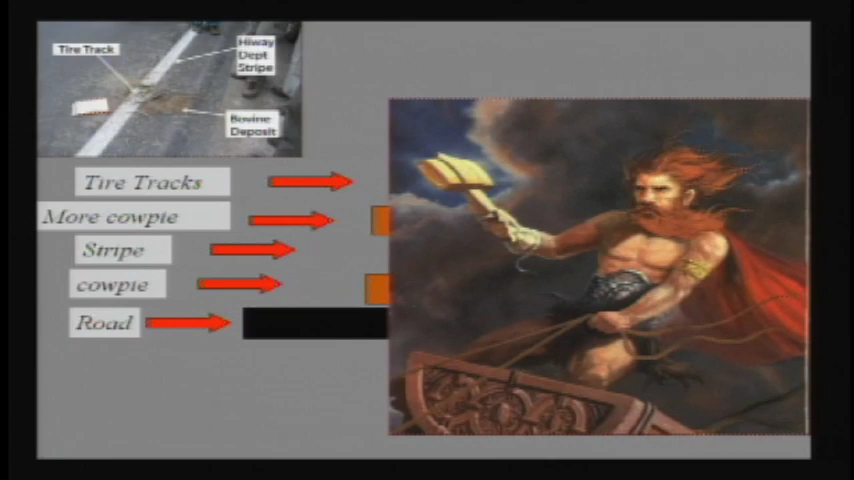 Tire Track
Hiway
Dept
Stripe
Bovine
Deposit
Tire Tracks
More cowpie
Stripe
cowpie
Road